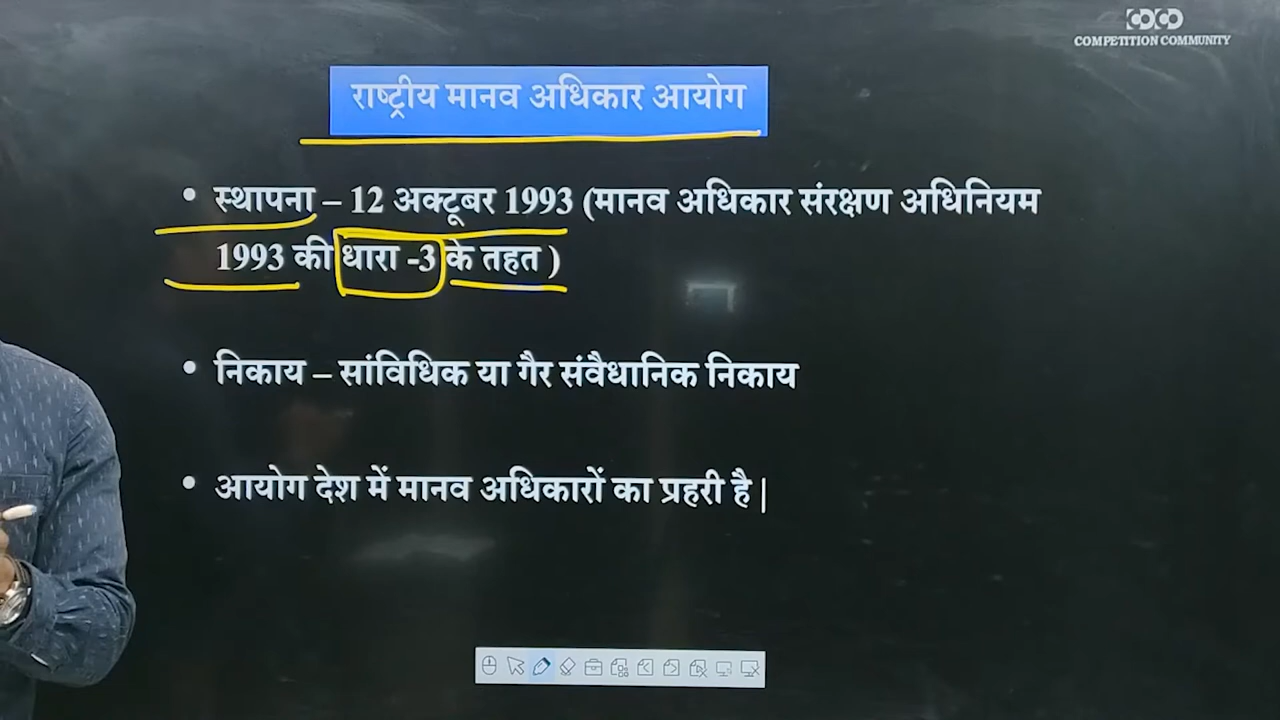 COCO
COMPETITION COMMUNITY
राष्ट्रीय मानव अधिकार आयोग
• स्थापना – 12 अक्टूबर 1993 (मानव अधिकार संरक्षण अधिनियम
1993 की धारा -3 के तहत )
• निकाय – सांविधिक या गैर संवैधानिक निकाय
• आयोग देश में मानव अधिकारों का प्रहरी है |